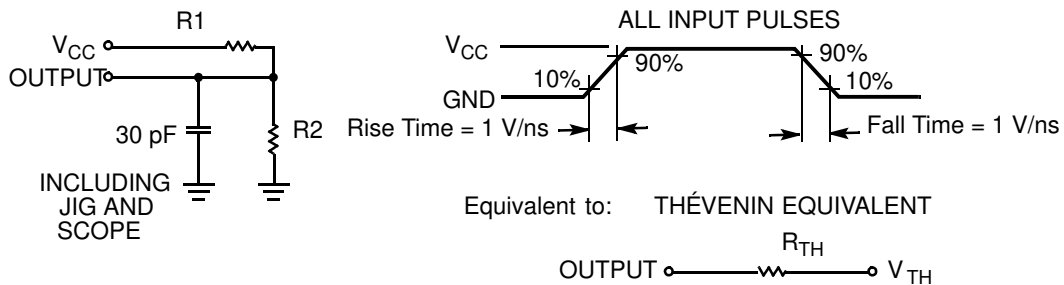 R1
V_CC
OUTPUT
30 pF
R2
INCLUDING
JIG AND
SCOPE
ALL INPUT PULSES
V_CC
GND
10%
90%
90%
10%
Rise Time = 1 V/ns
Fall Time = 1 V/ns
Equivalent to: THÉVENIN EQUIVALENT
R_TH
OUTPUT
V_TH